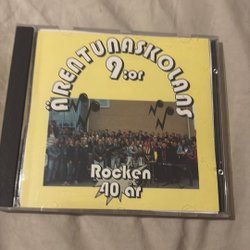 ÄRENTUNASKOLANS
9:or
Rocken
40 år